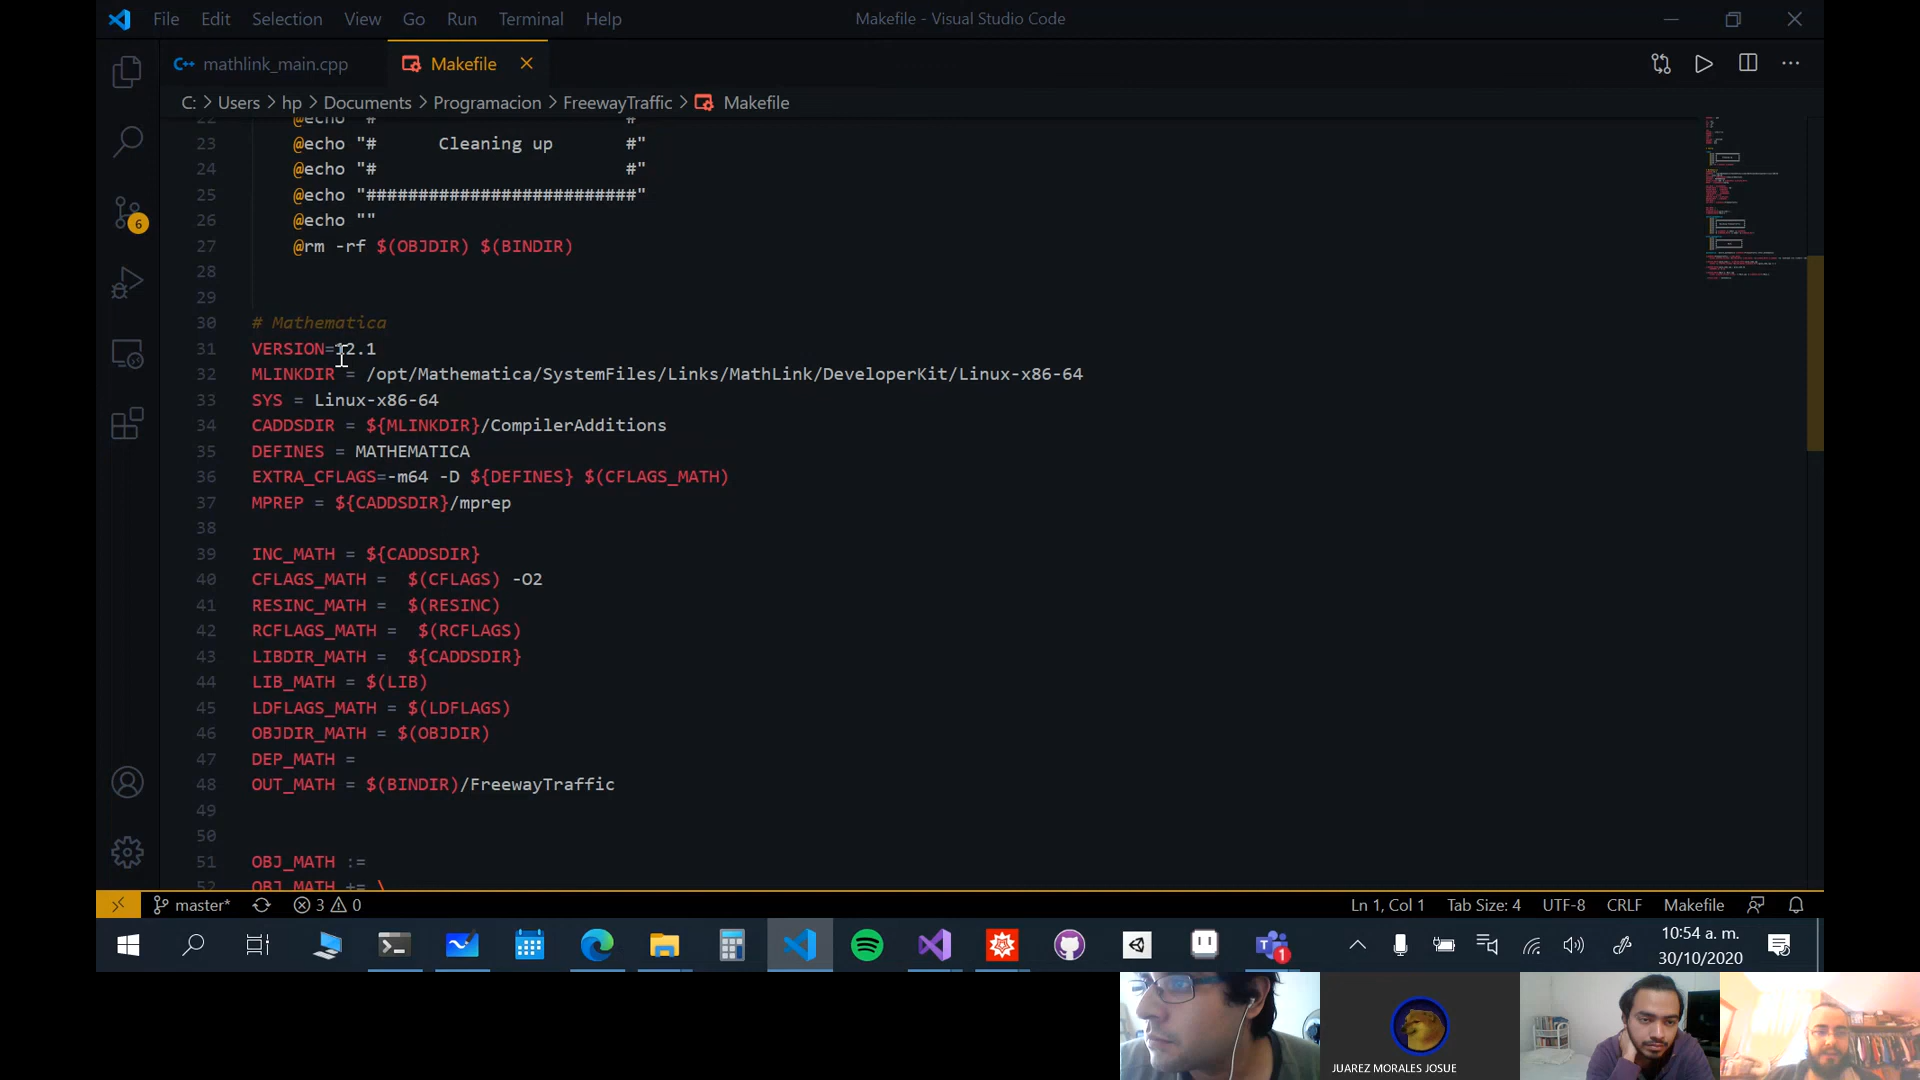 File Edit Selection View Go Run Terminal Help Makefile - Visual Studio Code
mathlink_main.cpp Makefile
C: > Users > hp > Documents > Programacion > FreewayTraffic > Makefile
22 @echo "# #
23 @echo "# Cleaning up #"
24 @echo "# #"
25 @echo "##########################"
26 @echo ""
27 @rm -rf $(OBJDIR) $(BINDIR)
28
29
30 # Mathematica
31 VERSION=12.1
32 MLINKDIR = /opt/Mathematica/SystemFiles/Links/MathLink/DeveloperKit/Linux-x86-64
33 SYS = Linux-x86-64
34 CADDSDIR = ${MLINKDIR}/CompilerAdditions
35 DEFINES = MATHEMATICA
36 EXTRA_CFLAGS=-m64 -D ${DEFINES} $(CFLAGS_MATH)
37 MPREP = ${CADDSDIR}/mprep
38
39 INC_MATH = ${CADDSDIR}
40 CFLAGS_MATH = $(CFLAGS) -O2
41 RESINC_MATH = $(RESINC)
42 RCFLAGS_MATH = $(RCFLAGS)
43 LIBDIR_MATH = ${CADDSDIR}
44 LIB_MATH = $(LIB)
45 LDFLAGS_MATH = $(LDFLAGS)
46 OBJDIR_MATH = $(OBJDIR)
47 DEP_MATH =
48 OUT_MATH = $(BINDIR)/FreewayTraffic
49
50
51 OBJ_MATH :=
52 OBJ_MATH += \
6
master* 3 0 Ln 1, Col 1 Tab Size: 4 UTF-8 CRLF Makefile
1
10:54 a. m.
30/10/2020
JUAREZ MORALES JOSUE